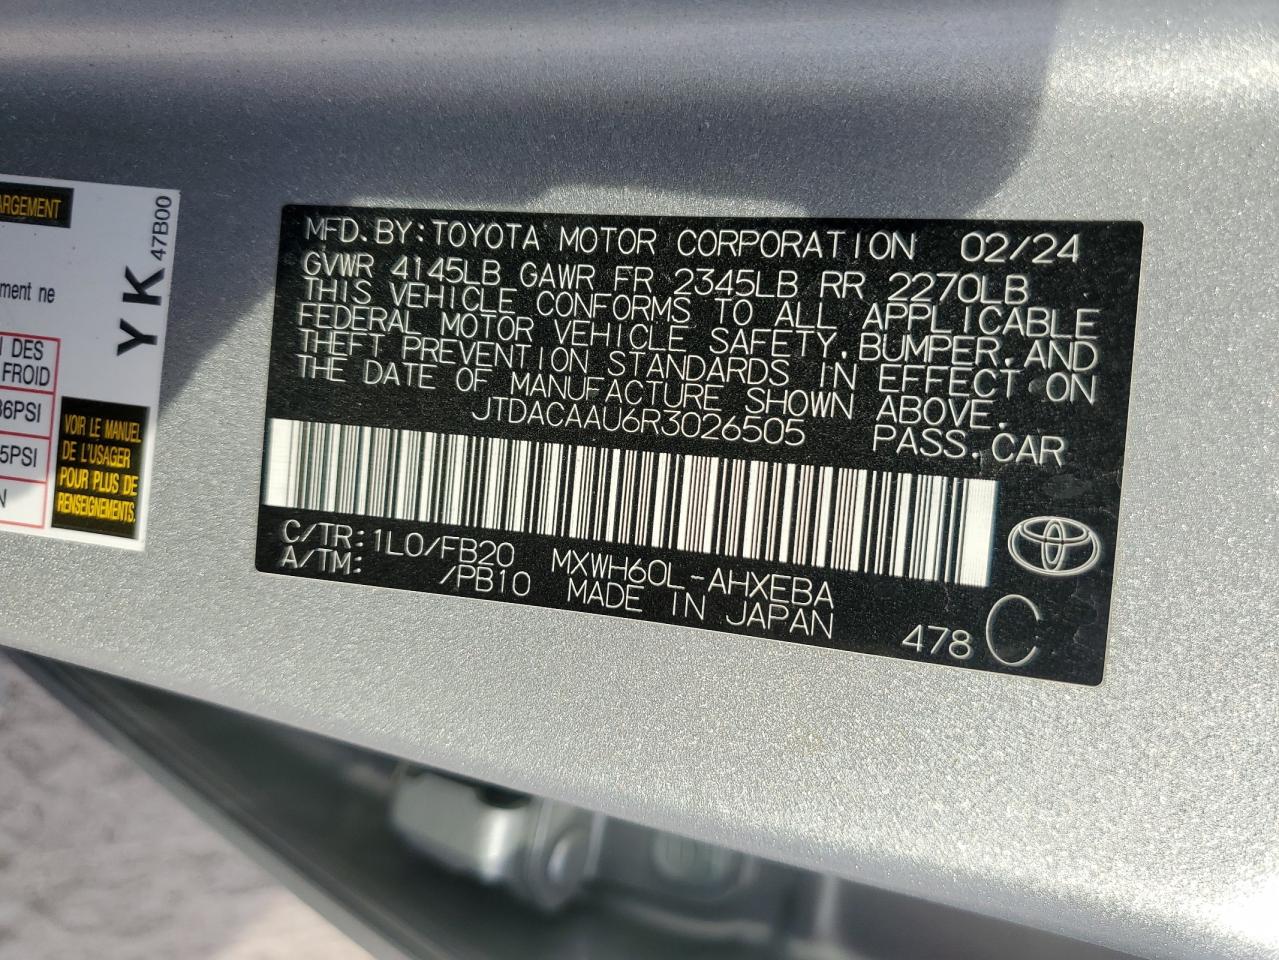 ARGEMENT
47B00
YK
ment ne
DES
FROID
36PSI
5PSI
N
VOIR LE MANUEL
DE L'USAGER
POUR PLUS DE
RENSEIGNEMENTS.
MFD. BY: TOYOTA MOTOR CORPORATION 02/24
GVWR 4145LB GAWR FR 2345LB RR 2270LB
THIS VEHICLE CONFORMS TO ALL APPLICABLE
FEDERAL MOTOR VEHICLE SAFETY, BUMPER, AND
THEFT PREVENTION STANDARDS IN EFFECT ON
THE DATE OF MANUFACTURE SHOWN ABOVE.
JTDACAAU6R3026505 PASS. CAR
C/TR: 1L0/FB20 MXWH60L-AHXEBA
A/TM: /PB10 MADE IN JAPAN
478 C